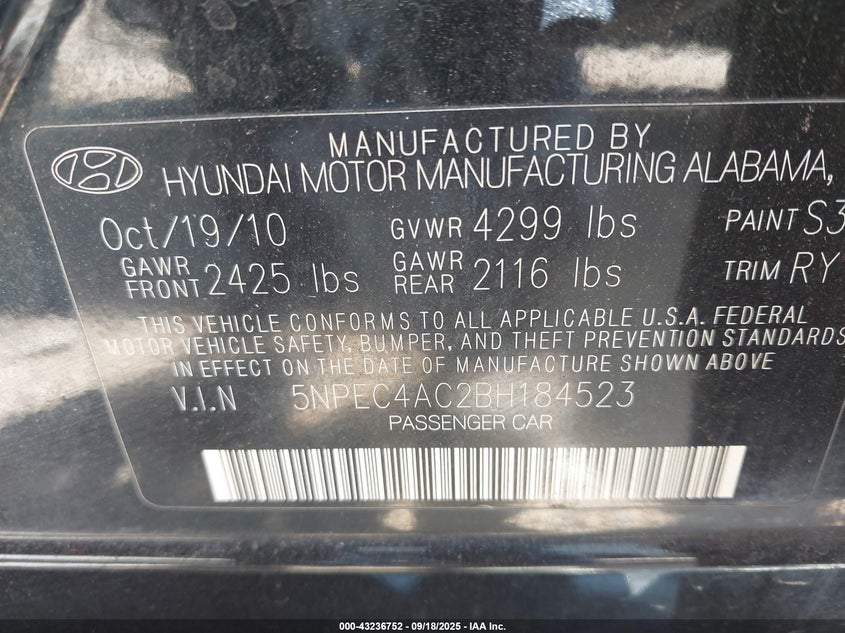 MANUFACTURED BY
HYUNDAI MOTOR MANUFACTURING ALABAMA,
Oct/19/10 GVWR 4299 lbs PAINT S3
GAWR FRONT 2425 lbs GAWR REAR 2116 lbs TRIM RY
THIS VEHICLE CONFORMS TO ALL APPLICABLE U.S.A. FEDERAL
MOTOR VEHICLE SAFETY, BUMPER, AND THEFT PREVENTION STANDARDS
IN EFFECT ON THE DATE OF MANUFACTURE SHOWN ABOVE
V.I.N 5NPEC4AC2BH184523
PASSENGER CAR
000-43236752 - 09/18/2025 - IAA Inc.